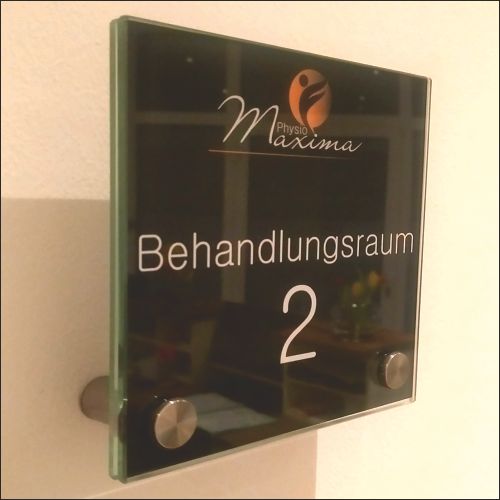 Physio
Maxima
Behandlungsraum
2